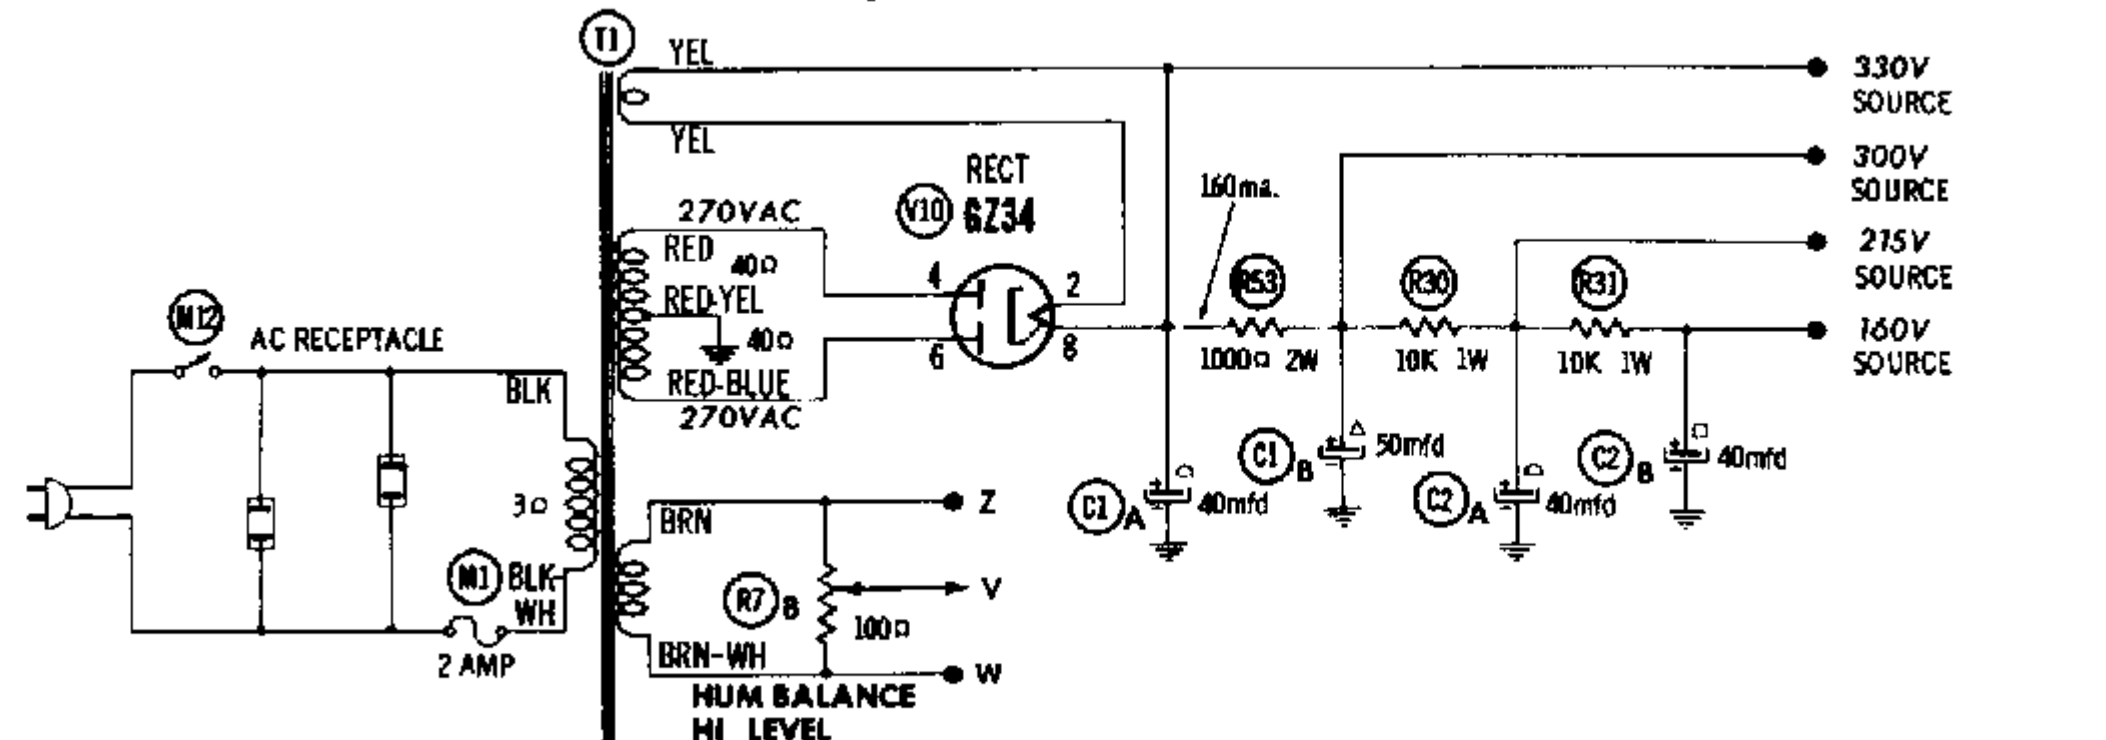 T1
YEL
YEL
330V
SOURCE
300V
SOURCE
215V
SOURCE
160V
SOURCE
RECT
V10 GZ34
160ma.
270VAC
RED
40Ω
RED-YEL
40Ω
RED-BLUE
270VAC
4
6
2
8
R53
1000Ω 2W
R30
10K 1W
R31
10K 1W
M12
AC RECEPTACLE
BLK
3Ω
M1
BLK-
WH
2 AMP
C1 A
+
40mfd
C1 B
+
50mfd
C2 A
+
40mfd
C2 B
+
40mfd
BRN
Z
R7 B
V
100Ω
BRN-WH
W
HUM BALANCE
HI LEVEL